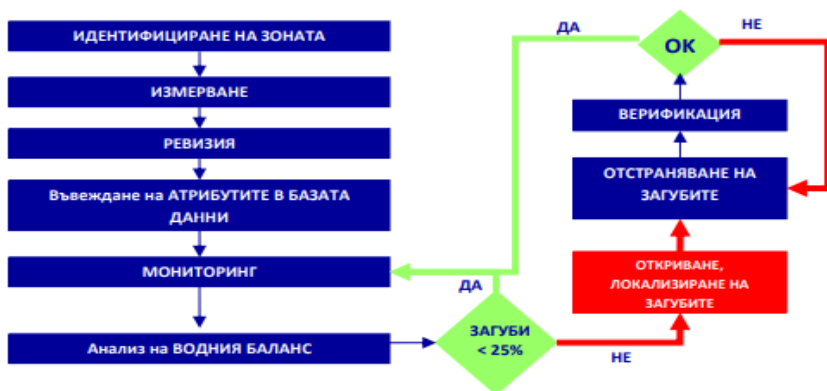 ИДЕНТИФИЦИРАНЕ НА ЗОНАТА
ИЗМЕРВАНЕ
РЕВИЗИЯ
Въвеждане на АТРИБУТИТЕ В БАЗАТА
ДАННИ
МОНИТОРИНГ
Анализ на ВОДНИЯ БАЛАНС
ЗАГУБИ
< 25%
ДА
НЕ
ОТКРИВАНЕ,
ЛОКАЛИЗИРАНЕ НА
ЗАГУБИТЕ
ОТСТРАНЯВАНЕ НА
ЗАГУБИТЕ
ВЕРИФИКАЦИЯ
ОК
ДА
НЕ